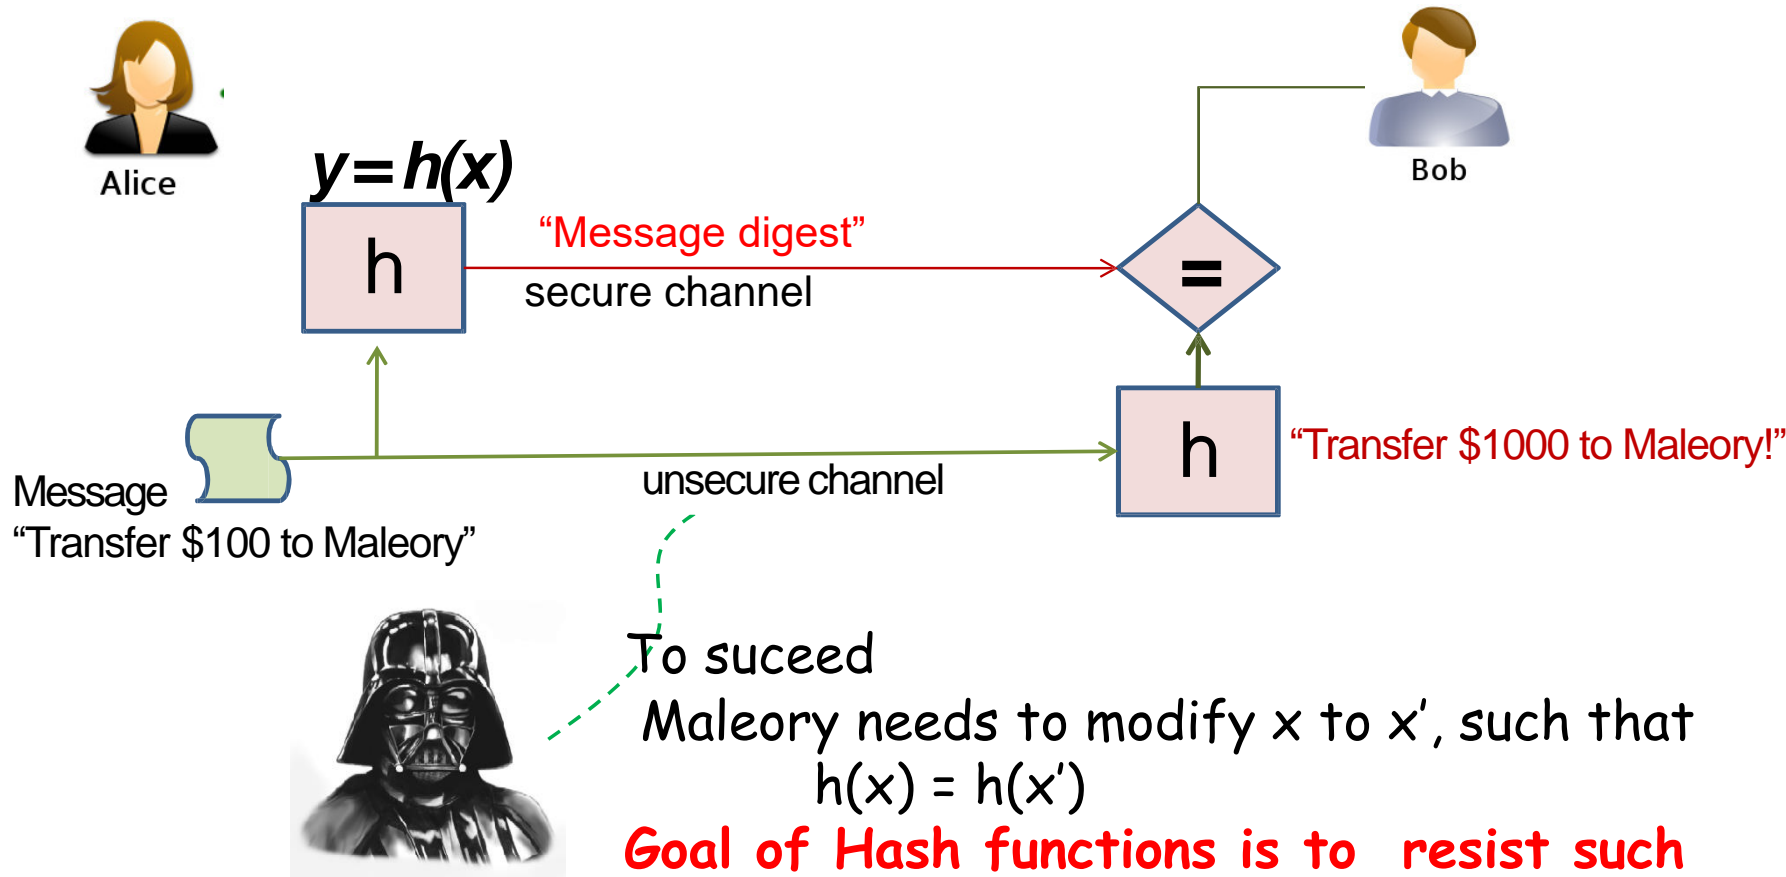 Alice
Bob
y=h(x)
h
“Message digest”
secure channel
=
h
“Transfer $1000 to Maleory!”
unsecure channel
Message
“Transfer $100 to Maleory”
To suceed
Maleory needs to modify x to x’, such that
h(x) = h(x’)
Goal of Hash functions is to resist such